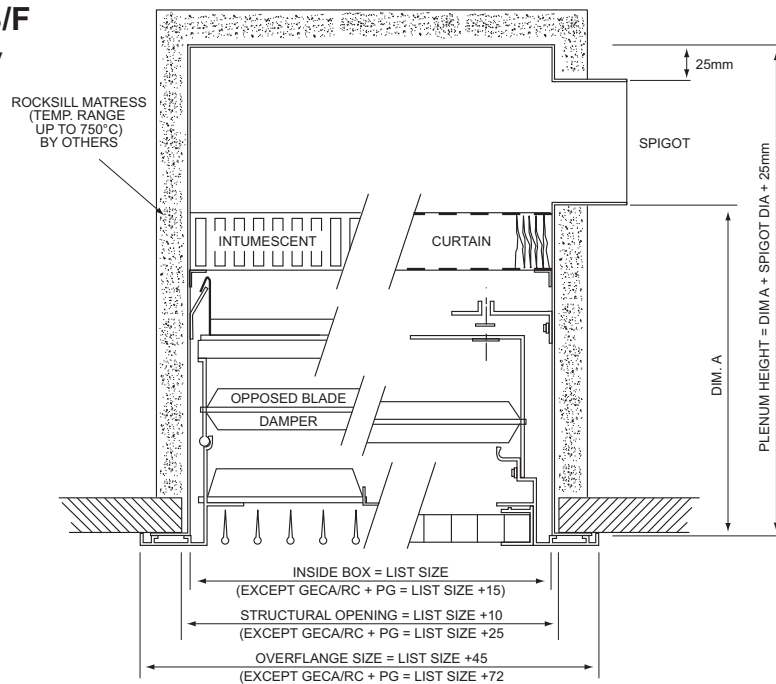 /F
ROCKSILL MATRESS
(TEMP. RANGE
UP TO 750°C)
BY OTHERS
25mm
SPIGOT
INTUMESCENT
CURTAIN
OPPOSED BLADE
DAMPER
DIM. A
PLENUM HEIGHT = DIM A + SPIGOT DIA + 25mm
INSIDE BOX = LIST SIZE
(EXCEPT GECA/RC + PG = LIST SIZE +15)
STRUCTURAL OPENING = LIST SIZE +10
(EXCEPT GECA/RC + PG = LIST SIZE +25
OVERFLANGE SIZE = LIST SIZE +45
(EXCEPT GECA/RC + PG = LIST SIZE +72